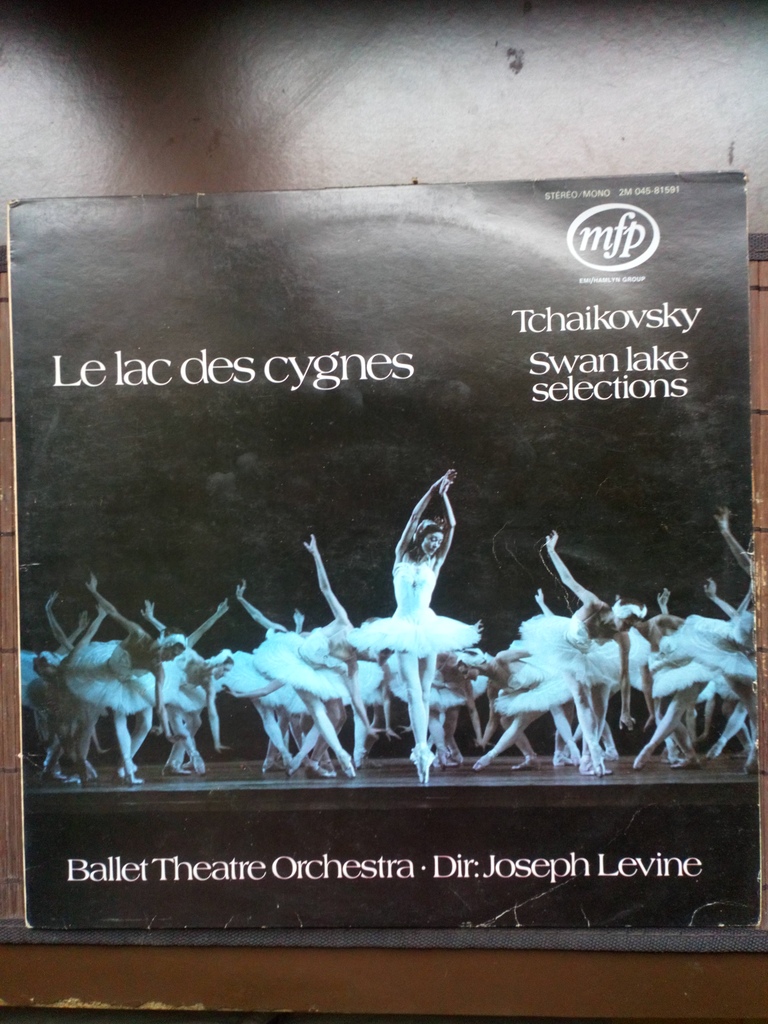 STÉRÉO/MONO 2M 045-81591
mfp
EMI/HAMLYN GROUP
Tchaikovsky
Le lac des cygnes
Swan lake
selections
Ballet Theatre Orchestra · Dir: Joseph Levine